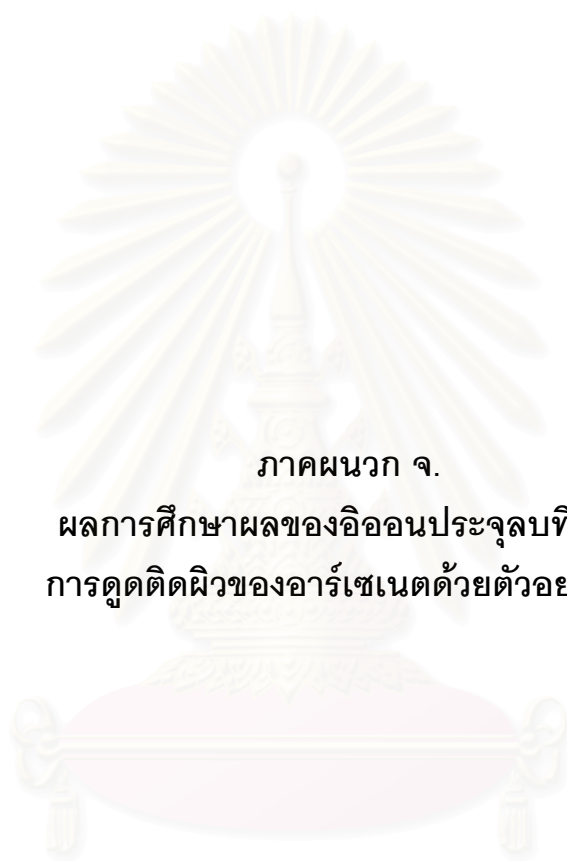 ภาคผนวก จ.
ผลการศึกษาผลของอิออนประจุลบที
การดูดติดผิวของอาร์เซเนตด้วยตัวอย